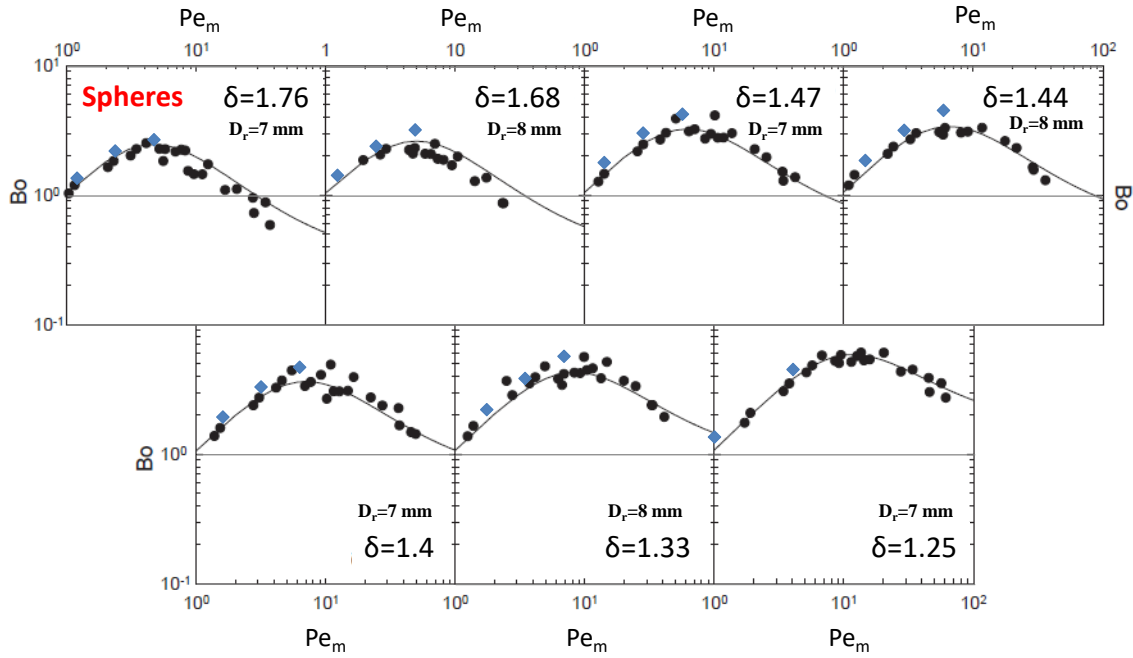 Pe_m Pe_m Pe_m Pe_m
10^0 10^1 1 10 10^0 10^1 10^0 10^1 10^2
10^1
Spheres δ=1.76 δ=1.68 δ=1.47 δ=1.44
D_r=7 mm D_r=8 mm D_r=7 mm D_r=8 mm
Bo 10^0 Bo
10^-1
Bo 10^0
D_r=7 mm D_r=8 mm D_r=7 mm
δ=1.4 δ=1.33 δ=1.25
10^-1
10^0 10^1 10^0 10^1 10^0 10^1 10^2
Pe_m Pe_m Pe_m